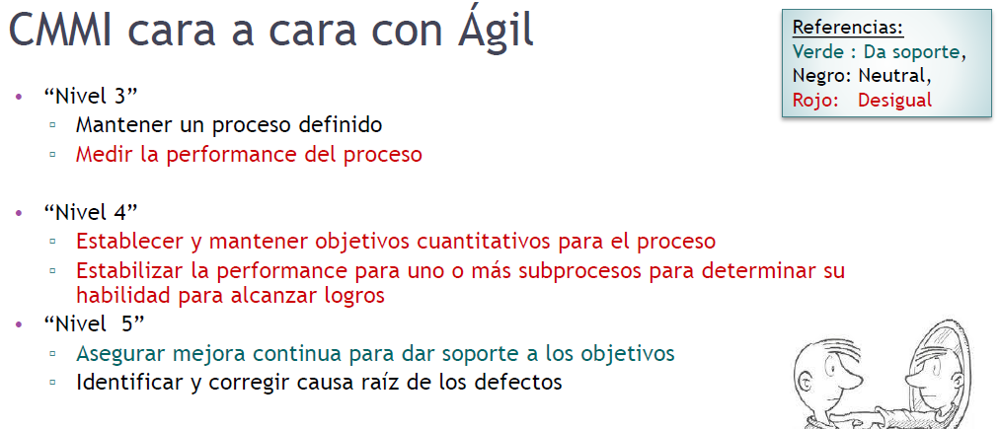 CMMI cara a cara con Ágil
Referencias:
Verde : Da soporte,
Negro: Neutral,
Rojo: Desigual
• “Nivel 3”
▫ Mantener un proceso definido
▫ Medir la performance del proceso
• “Nivel 4”
▫ Establecer y mantener objetivos cuantitativos para el proceso
▫ Estabilizar la performance para uno o más subprocesos para determinar su
habilidad para alcanzar logros
• “Nivel 5”
▫ Asegurar mejora continua para dar soporte a los objetivos
▫ Identificar y corregir causa raíz de los defectos